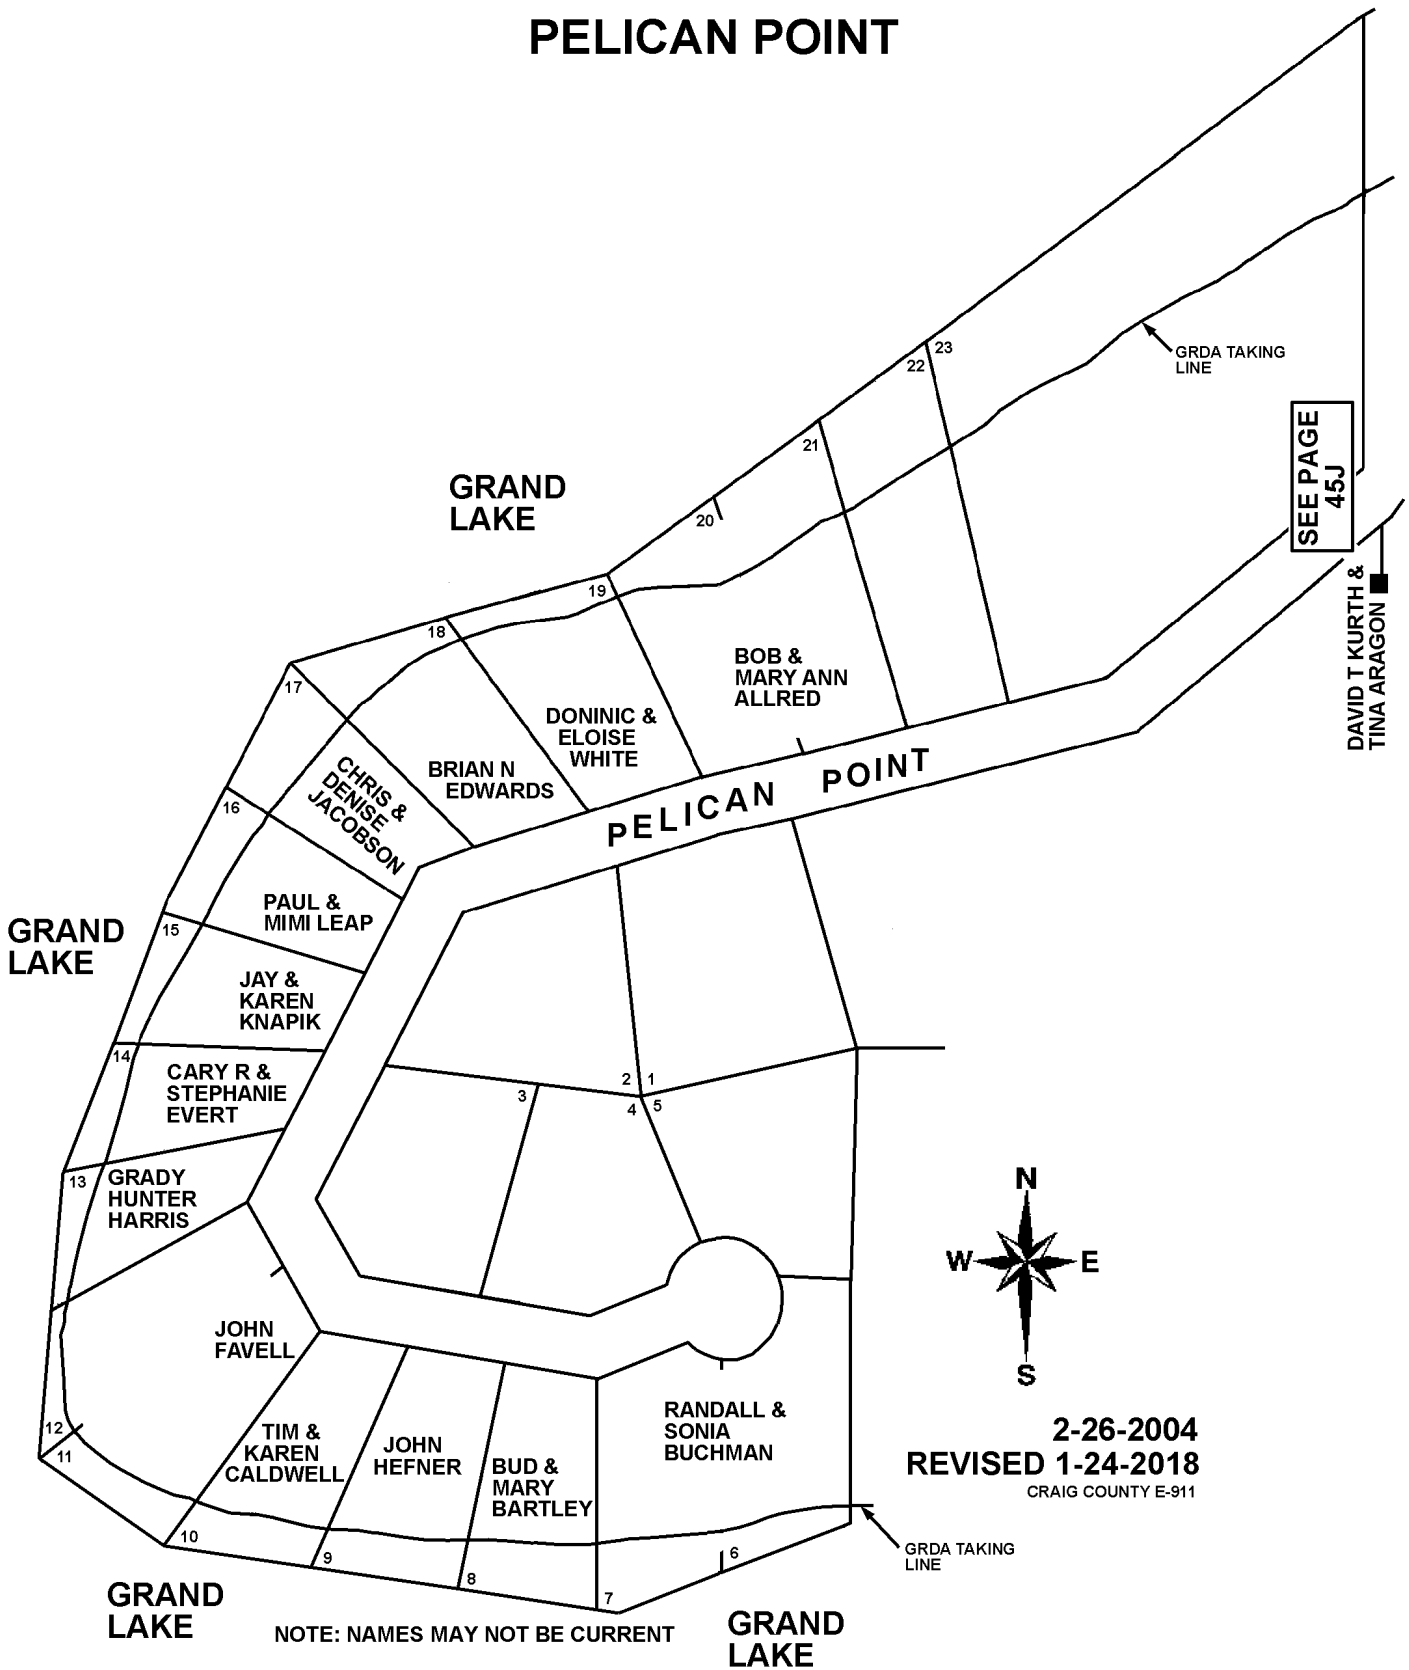 PELICAN POINT
23
22
GRDA TAKING
LINE
SEE PAGE
45J
21
GRAND
LAKE
20
DAVID T KURTH &
TINA ARAGON
19
18
BOB &
MARY ANN
ALLRED
17
DONINIC &
ELOISE
WHITE
BRIAN N
EDWARDS
CHRIS &
DENISE
JACOBSON
PELICAN POINT
16
PAUL &
MIMI LEAP
15
GRAND
LAKE
JAY &
KAREN
KNAPIK
14
CARY R &
STEPHANIE
EVERT
2 1
3
4 5
13
GRADY
HUNTER
HARRIS
N
W E
S
JOHN
FAVELL
12
11
TIM &
KAREN
CALDWELL
JOHN
HEFNER
BUD &
MARY
BARTLEY
RANDALL &
SONIA
BUCHMAN
2-26-2004
REVISED 1-24-2018
CRAIG COUNTY E-911
10
9
8
7
6
GRDA TAKING
LINE
GRAND
LAKE
NOTE: NAMES MAY NOT BE CURRENT
GRAND
LAKE